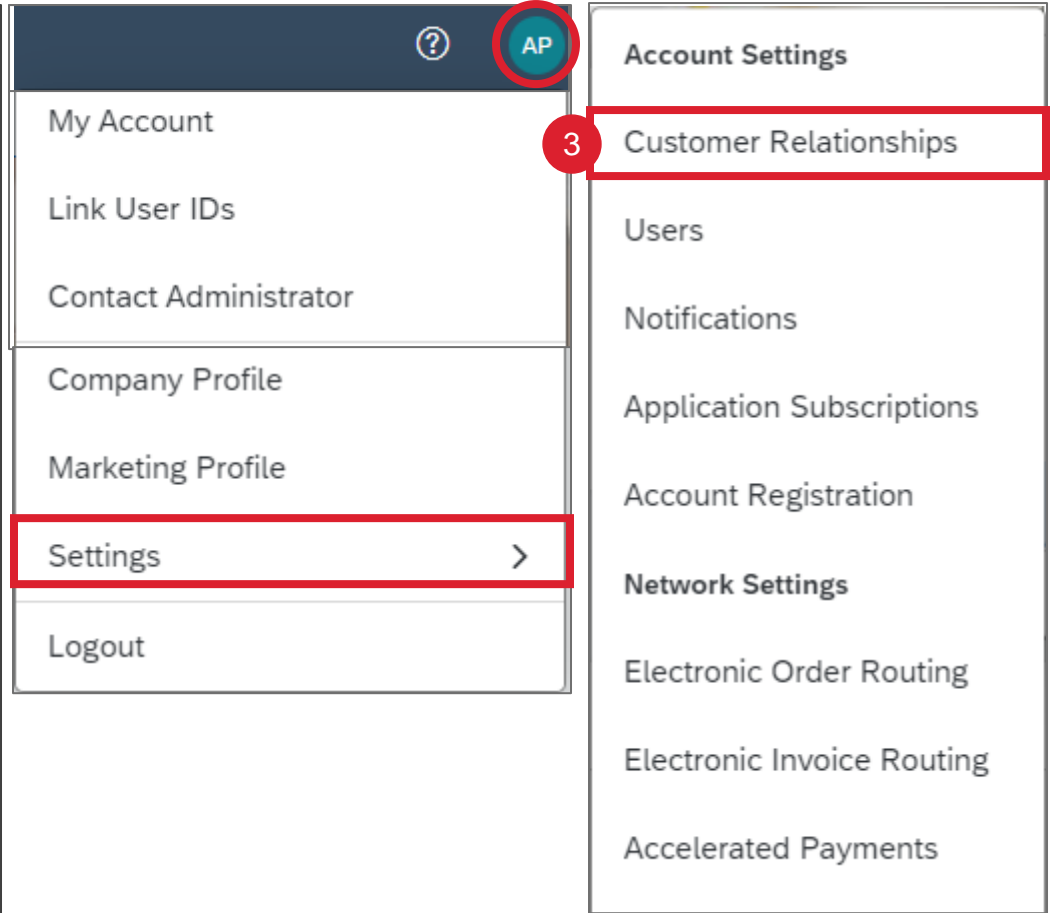 ?
AP
My Account
Link User IDs
Contact Administrator
Company Profile
Marketing Profile
Settings
Logout
Account Settings
3
Customer Relationships
Users
Notifications
Application Subscriptions
Account Registration
Network Settings
Electronic Order Routing
Electronic Invoice Routing
Accelerated Payments